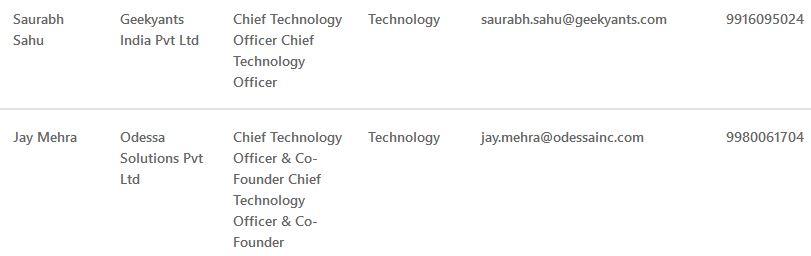 Saurabh Geekyants Chief Technology Technology saurabh.sahu@geekyants.com 9916095024
Sahu India Pvt Ltd Officer Chief
Technology
Officer
Jay Mehra Odessa Chief Technology Technology jay.mehra@odessainc.com 9980061704
Solutions Pvt Officer & Co-
Ltd Founder Chief
Technology
Officer & Co-
Founder